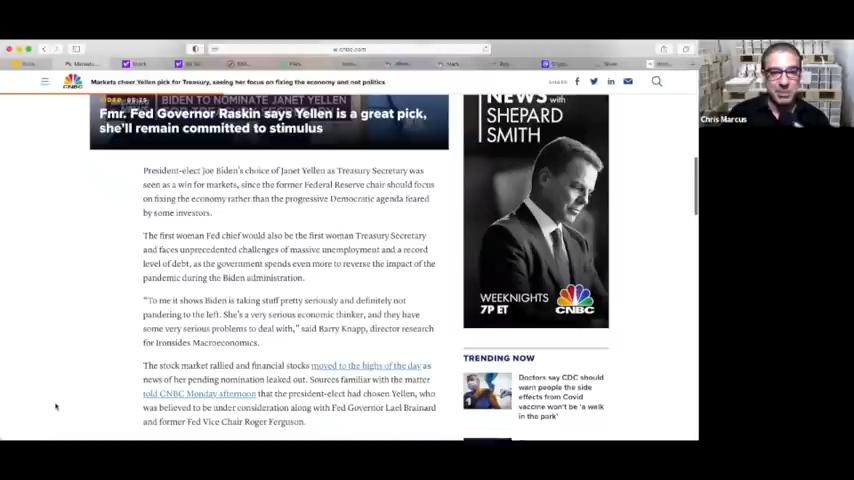 cnbc.com
CNBC
Markets cheer Yellen pick for Treasury, seeing her focus on fixing the economy and not politics
SHARE
BIDEN TO NOMINATE JANET YELLEN
Fmr. Fed Governor Raskin says Yellen is a great pick,
she'll remain committed to stimulus
President-elect Joe Biden's choice of Janet Yellen as Treasury Secretary was
seen as a win for markets, since the former Federal Reserve chair should focus
on fixing the economy rather than the progressive Democratic agenda feared
by some investors.
The first woman Fed chief would also be the first woman Treasury Secretary
and faces unprecedented challenges of massive unemployment and a record
level of debt, as the government spends even more to reverse the impact of the
pandemic during the Biden administration.
“To me it shows Biden is taking stuff pretty seriously and definitely not
pandering to the left. She's a very serious economic thinker, and they have
some very serious problems to deal with,” said Barry Knapp, director research
for Ironsides Macroeconomics.
The stock market rallied and financial stocks moved to the highs of the day as
news of her pending nomination leaked out. Sources familiar with the matter
told CNBC Monday afternoon that the president-elect had chosen Yellen, who
was believed to be under consideration along with Fed Governor Lael Brainard
and former Fed Vice Chair Roger Ferguson.
NEWS with
SHEPARD
SMITH
WEEKNIGHTS
7P ET
CNBC
TRENDING NOW
Doctors say CDC should
warn people the side
effects from Covid
vaccine won't be 'a walk
in the park'
Chris Marcus